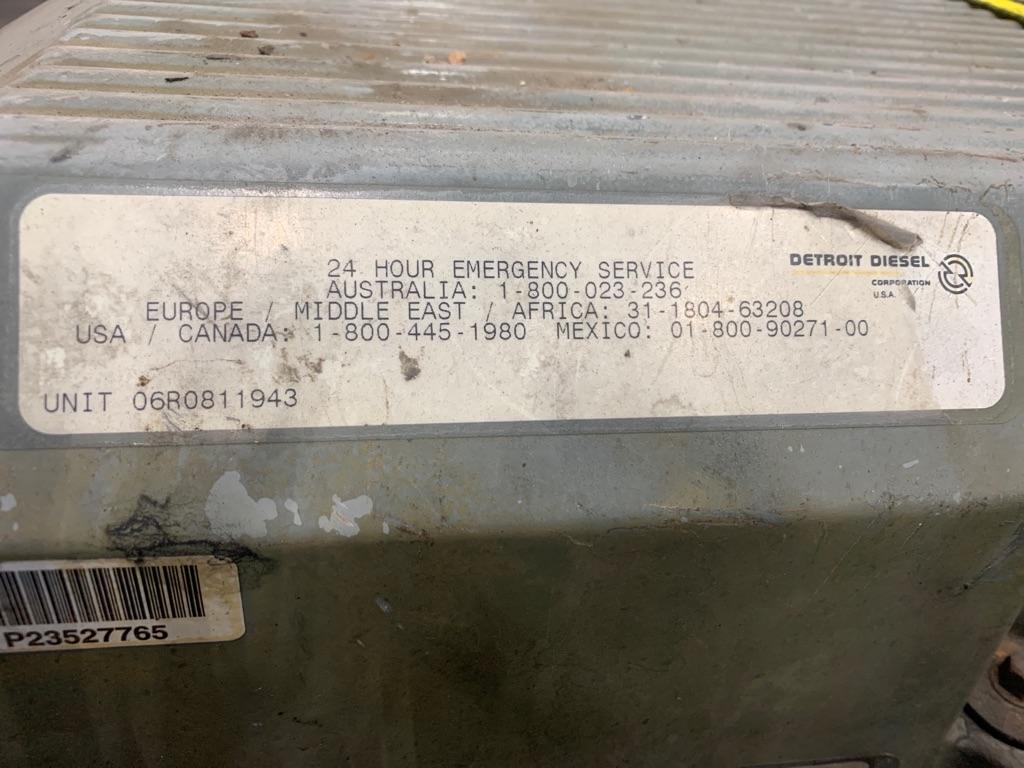 24 HOUR EMERGENCY SERVICE
AUSTRALIA: 1-800-023-236
EUROPE / MIDDLE EAST / AFRICA: 31-1804-63208
USA / CANADA: 1-800-445-1980 MEXICO: 01-800-90271-00
DETROIT DIESEL
CORPORATION
U.S.A.
UNIT 06R0811943
P23527765